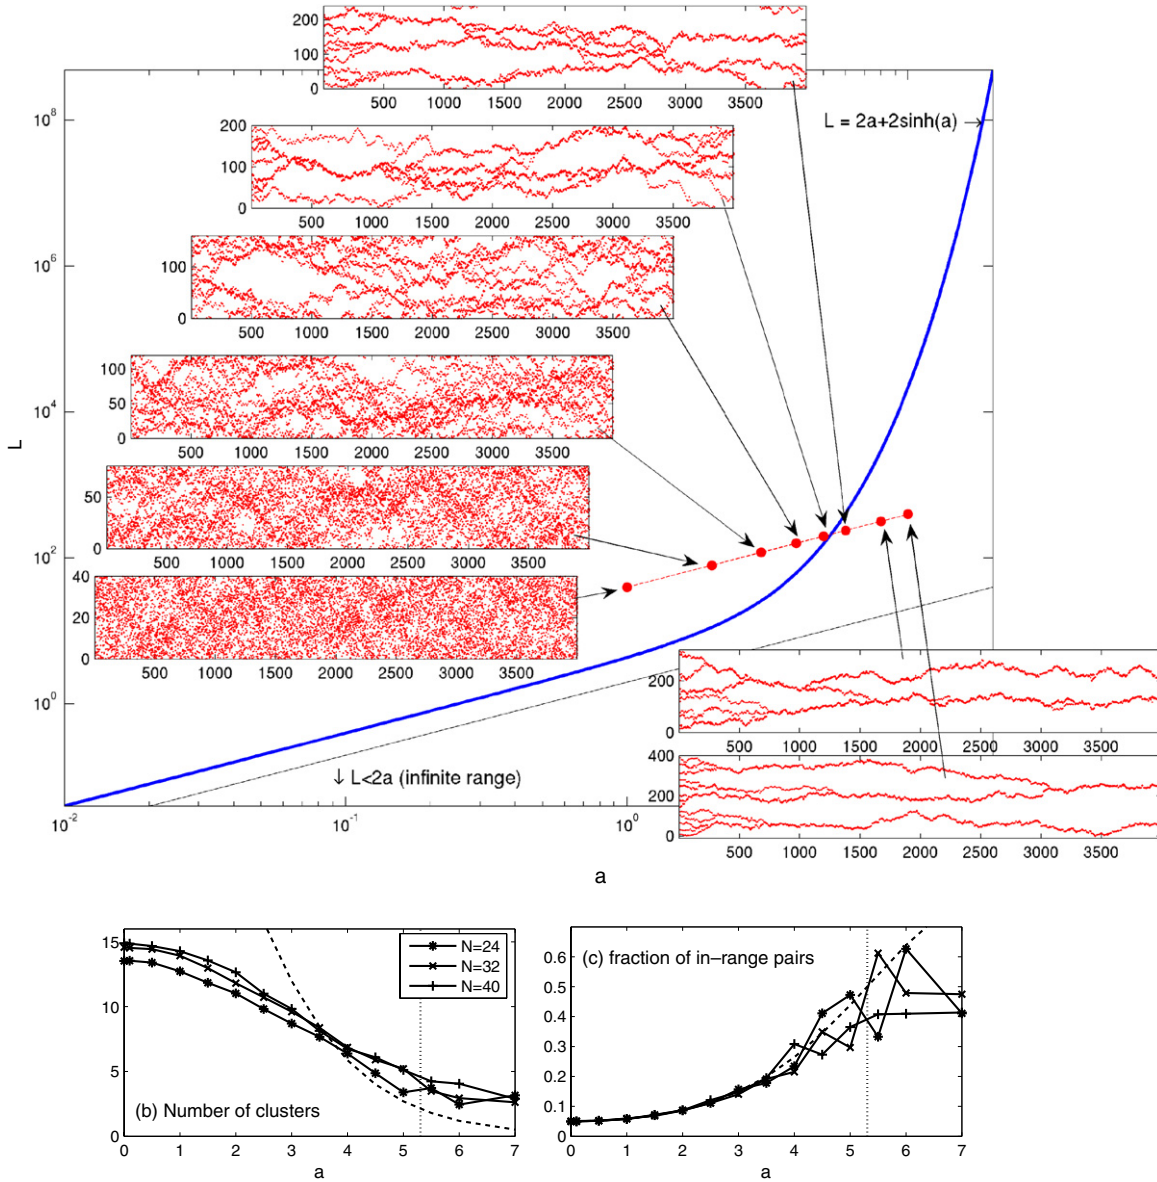 200
100
0
500 1000 1500 2000 2500 3000 3500
10^8
L = 2a+2sinh(a) →
200
100
0
500 1000 1500 2000 2500 3000 3500
100
0
500 1000 1500 2000 2500 3000 3500
10^6
100
50
0
500 1000 1500 2000 2500 3000 3500
10^4
L
50
0
500 1000 1500 2000 2500 3000 3500
10^2
40
20
0
500 1000 1500 2000 2500 3000 3500
10^0
200
0
500 1000 1500 2000 2500 3000 3500
↓ L<2a (infinite range)
400
200
0
500 1000 1500 2000 2500 3000 3500
10^-2 10^-1 10^0
a
15
10
5
0
N=24
N=32
N=40
(b) Number of clusters
0 1 2 3 4 5 6 7
a
(c) fraction of in–range pairs
0.6
0.5
0.4
0.3
0.2
0.1
0
0 1 2 3 4 5 6 7
a